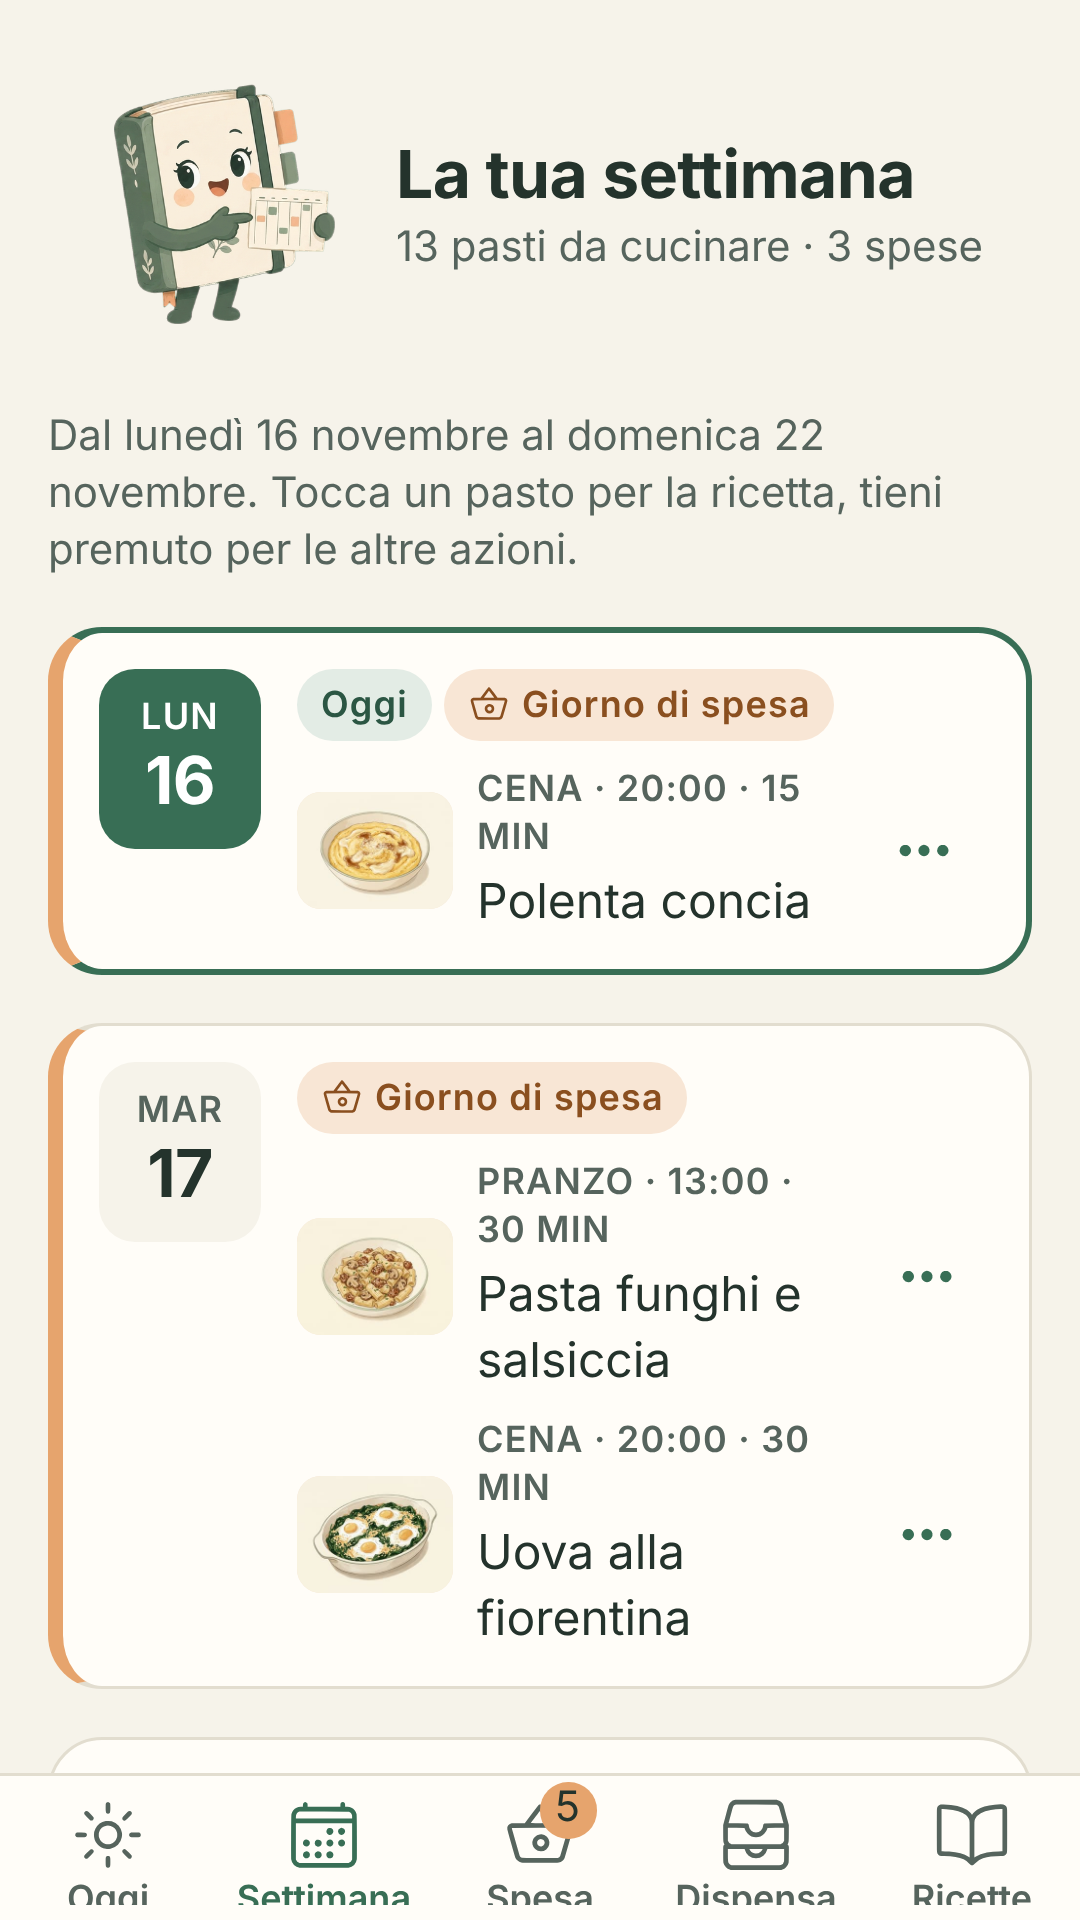 La tua settimana
13 pasti da cucinare · 3 spese
Dal lunedì 16 novembre al domenica 22
novembre. Tocca un pasto per la ricetta, tieni
premuto per le altre azioni.
LUN
16
Oggi
Giorno di spesa
CENA · 20:00 · 15
MIN
Polenta concia
MAR
17
Giorno di spesa
PRANZO · 13:00 ·
30 MIN
Pasta funghi e
salsiccia
CENA · 20:00 · 30
MIN
Uova alla
fiorentina
5
Oggi
Settimana
Spesa
Dispensa
Ricette